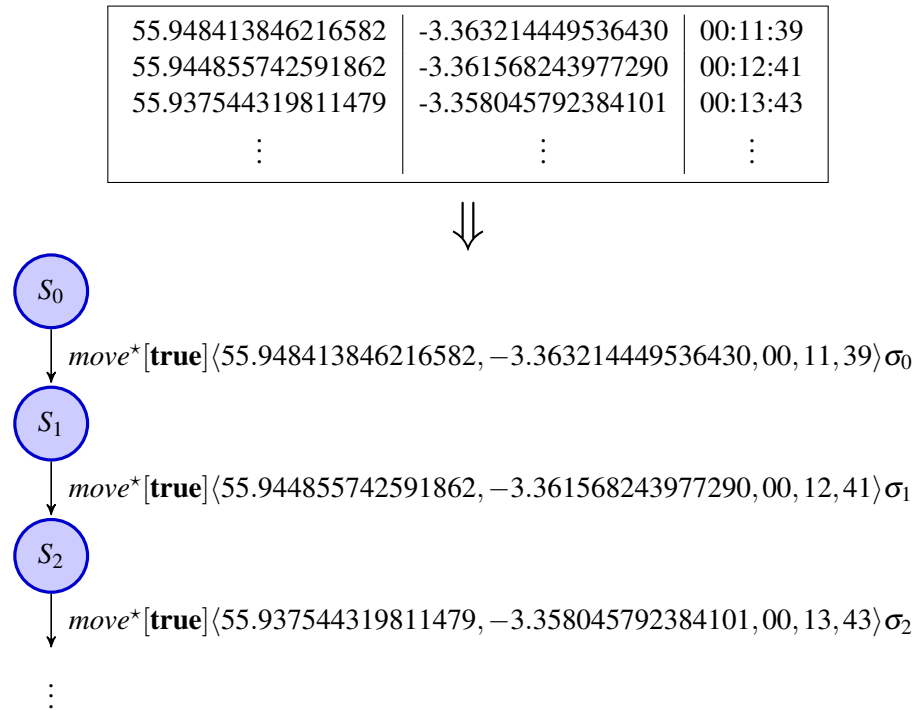 55.948413846216582 -3.363214449536430 00:11:39
55.944855742591862 -3.361568243977290 00:12:41
55.937544319811479 -3.358045792384101 00:13:43
⋮ ⋮ ⋮
⇓
S₀
move⋆[true]⟨55.948413846216582, −3.363214449536430, 00, 11, 39⟩σ₀
S₁
move⋆[true]⟨55.944855742591862, −3.361568243977290, 00, 12, 41⟩σ₁
S₂
move⋆[true]⟨55.937544319811479, −3.358045792384101, 00, 13, 43⟩σ₂
⋮